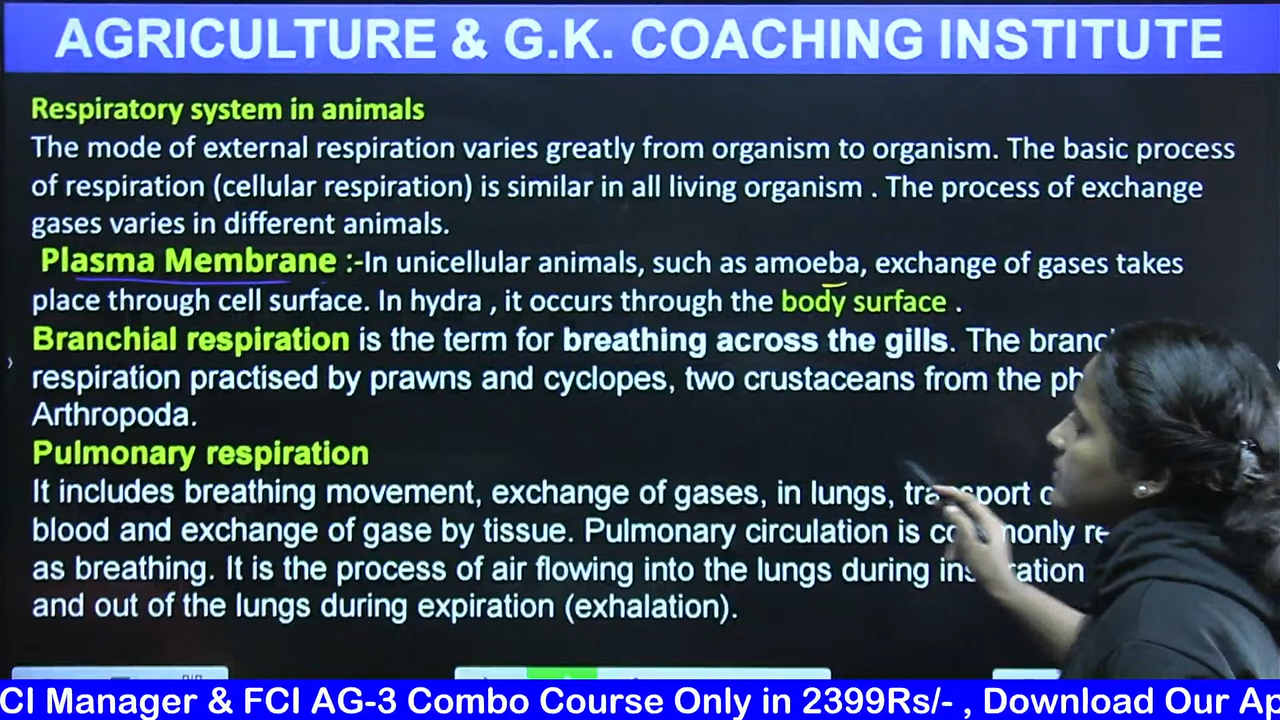 AGRICULTURE & G.K. COACHING INSTITUTE
Respiratory system in animals
The mode of external respiration varies greatly from organism to organism. The basic process
of respiration (cellular respiration) is similar in all living organism . The process of exchange
gases varies in different animals.
Plasma Membrane :-In unicellular animals, such as amoeba, exchange of gases takes
place through cell surface. In hydra , it occurs through the body surface .
Branchial respiration is the term for breathing across the gills. The
respiration practised by prawns and cyclopes, two crustaceans from the
Arthropoda.
Pulmonary respiration
It includes breathing movement, exchange of gases, in lungs,
blood and exchange of gase by tissue. Pulmonary circulation is
as breathing. It is the process of air flowing into the lungs during
and out of the lungs during expiration (exhalation).
Manager & FCI AG-3 Combo Course Only in 2399Rs/- , Download Our